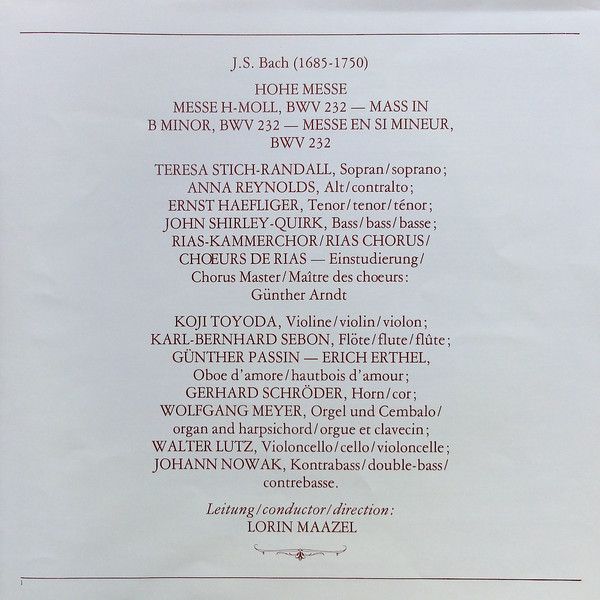 J.S. Bach (1685-1750)
HOHE MESSE
MESSE H-MOLL, BWV 232 — MASS IN
B MINOR, BWV 232 — MESSE EN SI MINEUR,
BWV 232
TERESA STICH-RANDALL, Sopran/soprano;
ANNA REYNOLDS, Alt/contralto;
ERNST HAEFLIGER, Tenor/tenor/ténor;
JOHN SHIRLEY-QUIRK, Bass/bass/basse;
RIAS-KAMMERCHOR/RIAS CHORUS/
CHŒURS DE RIAS — Einstudierung/
Chorus Master/Maître des chœurs:
Günther Arndt
KOJI TOYODA, Violine/violin/violon;
KARL-BERNHARD SEBON, Flöte/flute/flûte;
GÜNTHER PASSIN — ERICH ERTHEL,
Oboe d'amore/hautbois d'amour;
GERHARD SCHRÖDER, Horn/cor;
WOLFGANG MEYER, Orgel und Cembalo/
organ and harpsichord/orgue et clavecin;
WALTER LUTZ, Violoncello/cello/violoncelle;
JOHANN NOWAK, Kontrabass/double-bass/
contrebasse.
Leitung/conductor/direction:
LORIN MAAZEL